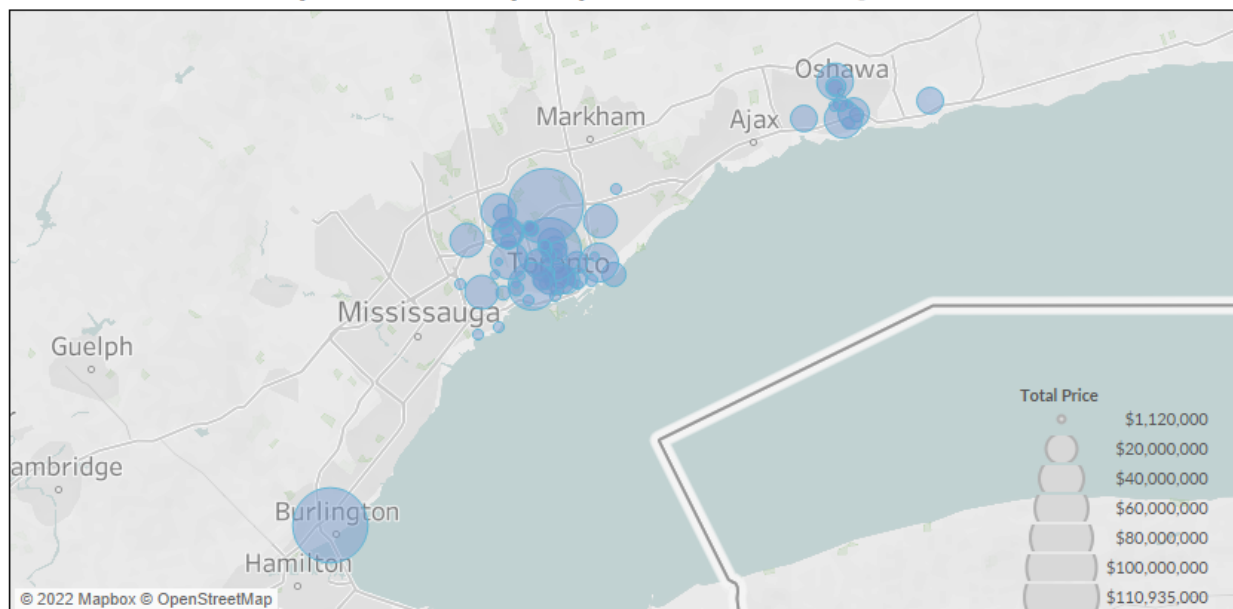 Oshawa
Markham
Ajax
Toronto
Mississauga
Guelph
ambridge
Burlington
Hamilton
Total Price
$1,120,000
$20,000,000
$40,000,000
$60,000,000
$80,000,000
$100,000,000
$110,935,000
© 2022 Mapbox © OpenStreetMap